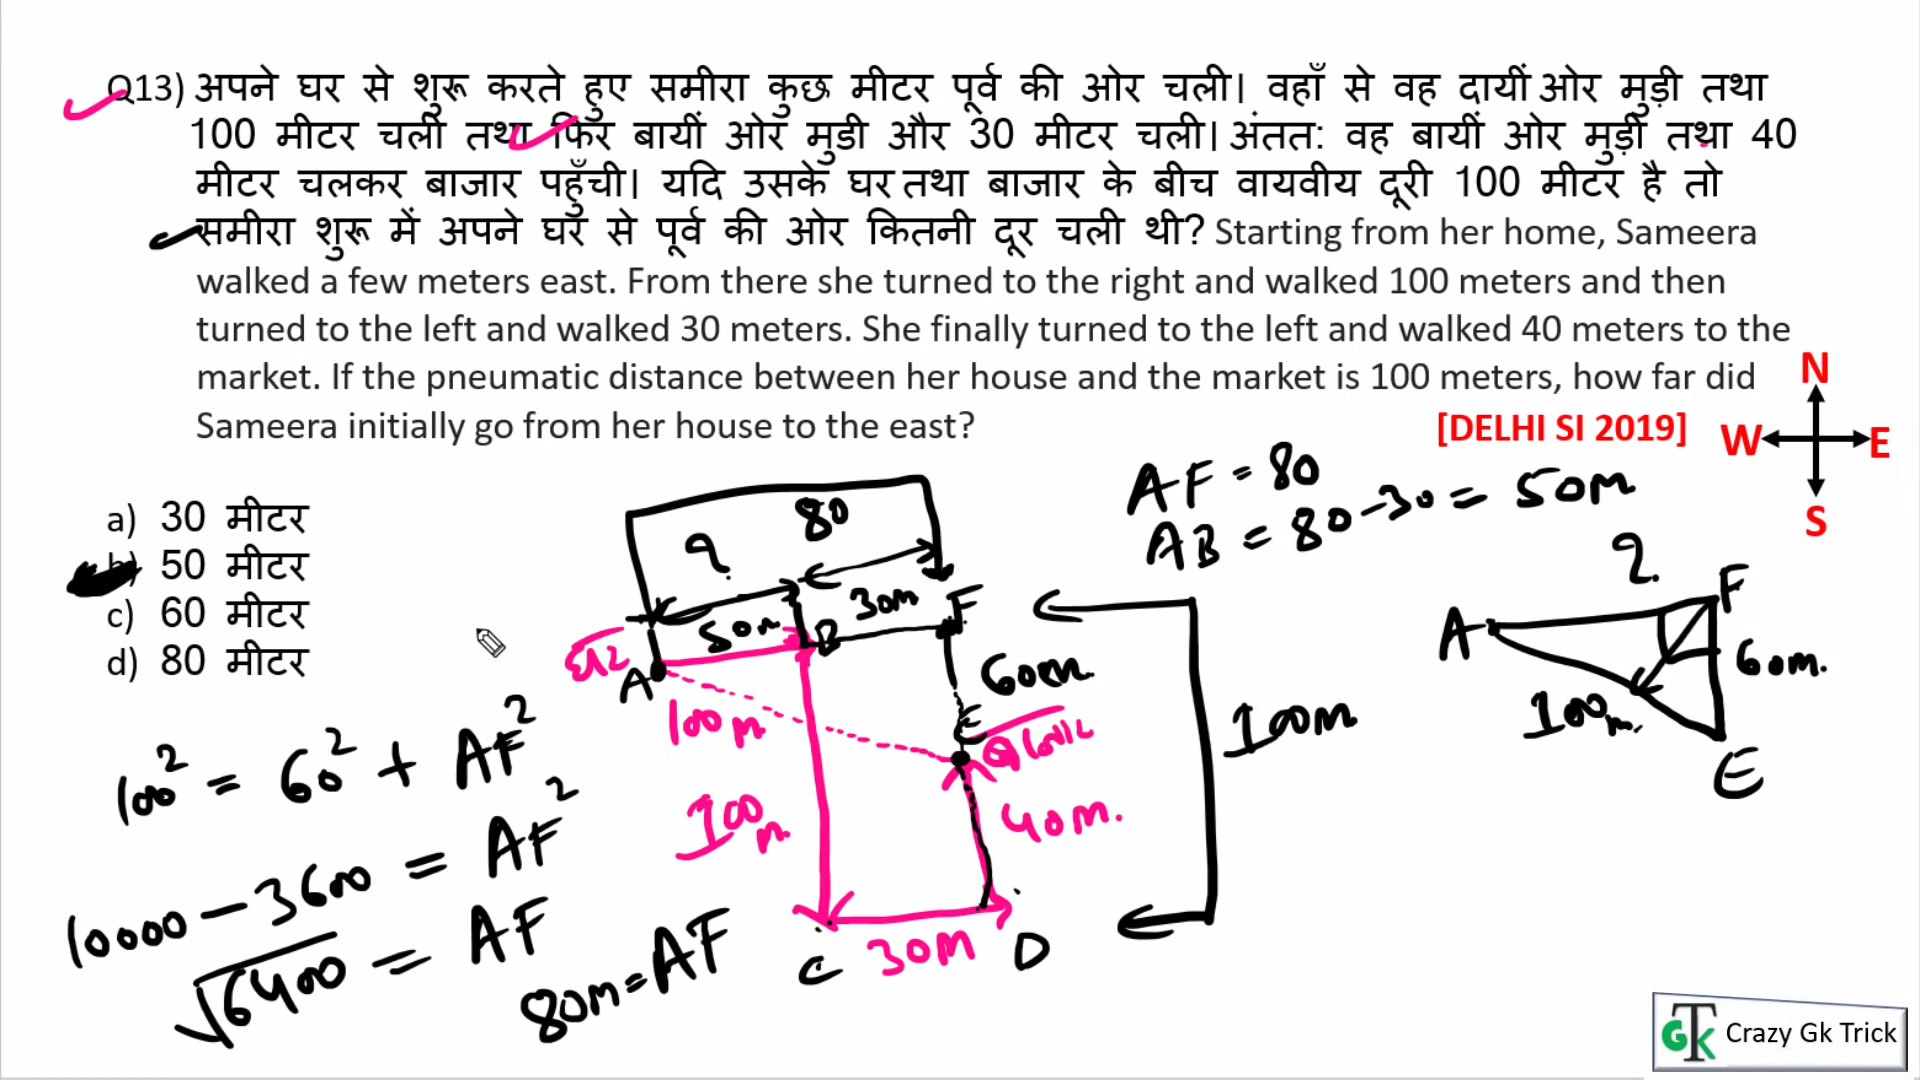 Q13) अपने घर से शुरू करते हुए समीरा कुछ मीटर पूर्व की ओर चली। वहाँ से वह दायीं ओर मुड़ी तथा
100 मीटर चली तथा फिर बायीं ओर मुडी और 30 मीटर चली। अंतत: वह बायीं ओर मुड़ी तथा 40
मीटर चलकर बाजार पहुँची। यदि उसके घर तथा बाजार के बीच वायवीय दूरी 100 मीटर है तो
समीरा शुरू में अपने घर से पूर्व की ओर कितनी दूर चली थी? Starting from her home, Sameera
walked a few meters east. From there she turned to the right and walked 100 meters and then
turned to the left and walked 30 meters. She finally turned to the left and walked 40 meters to the
market. If the pneumatic distance between her house and the market is 100 meters, how far did
Sameera initially go from her house to the east?
[DELHI SI 2019]
N
W E
S
a) 30 मीटर
b) 50 मीटर
c) 60 मीटर
d) 80 मीटर
AF = 80
AB = 80-30 = 50m
80
?
30m F
50m B
घर
A
100m
60m.
E
बाजार
100m.
40m.
30m
C
D
100m
?
F
A
60m.
100m.
E
100² = 60² + AF²
10000 - 3600 = AF²
√6400 = AF
80m = AF
GTK Crazy Gk Trick